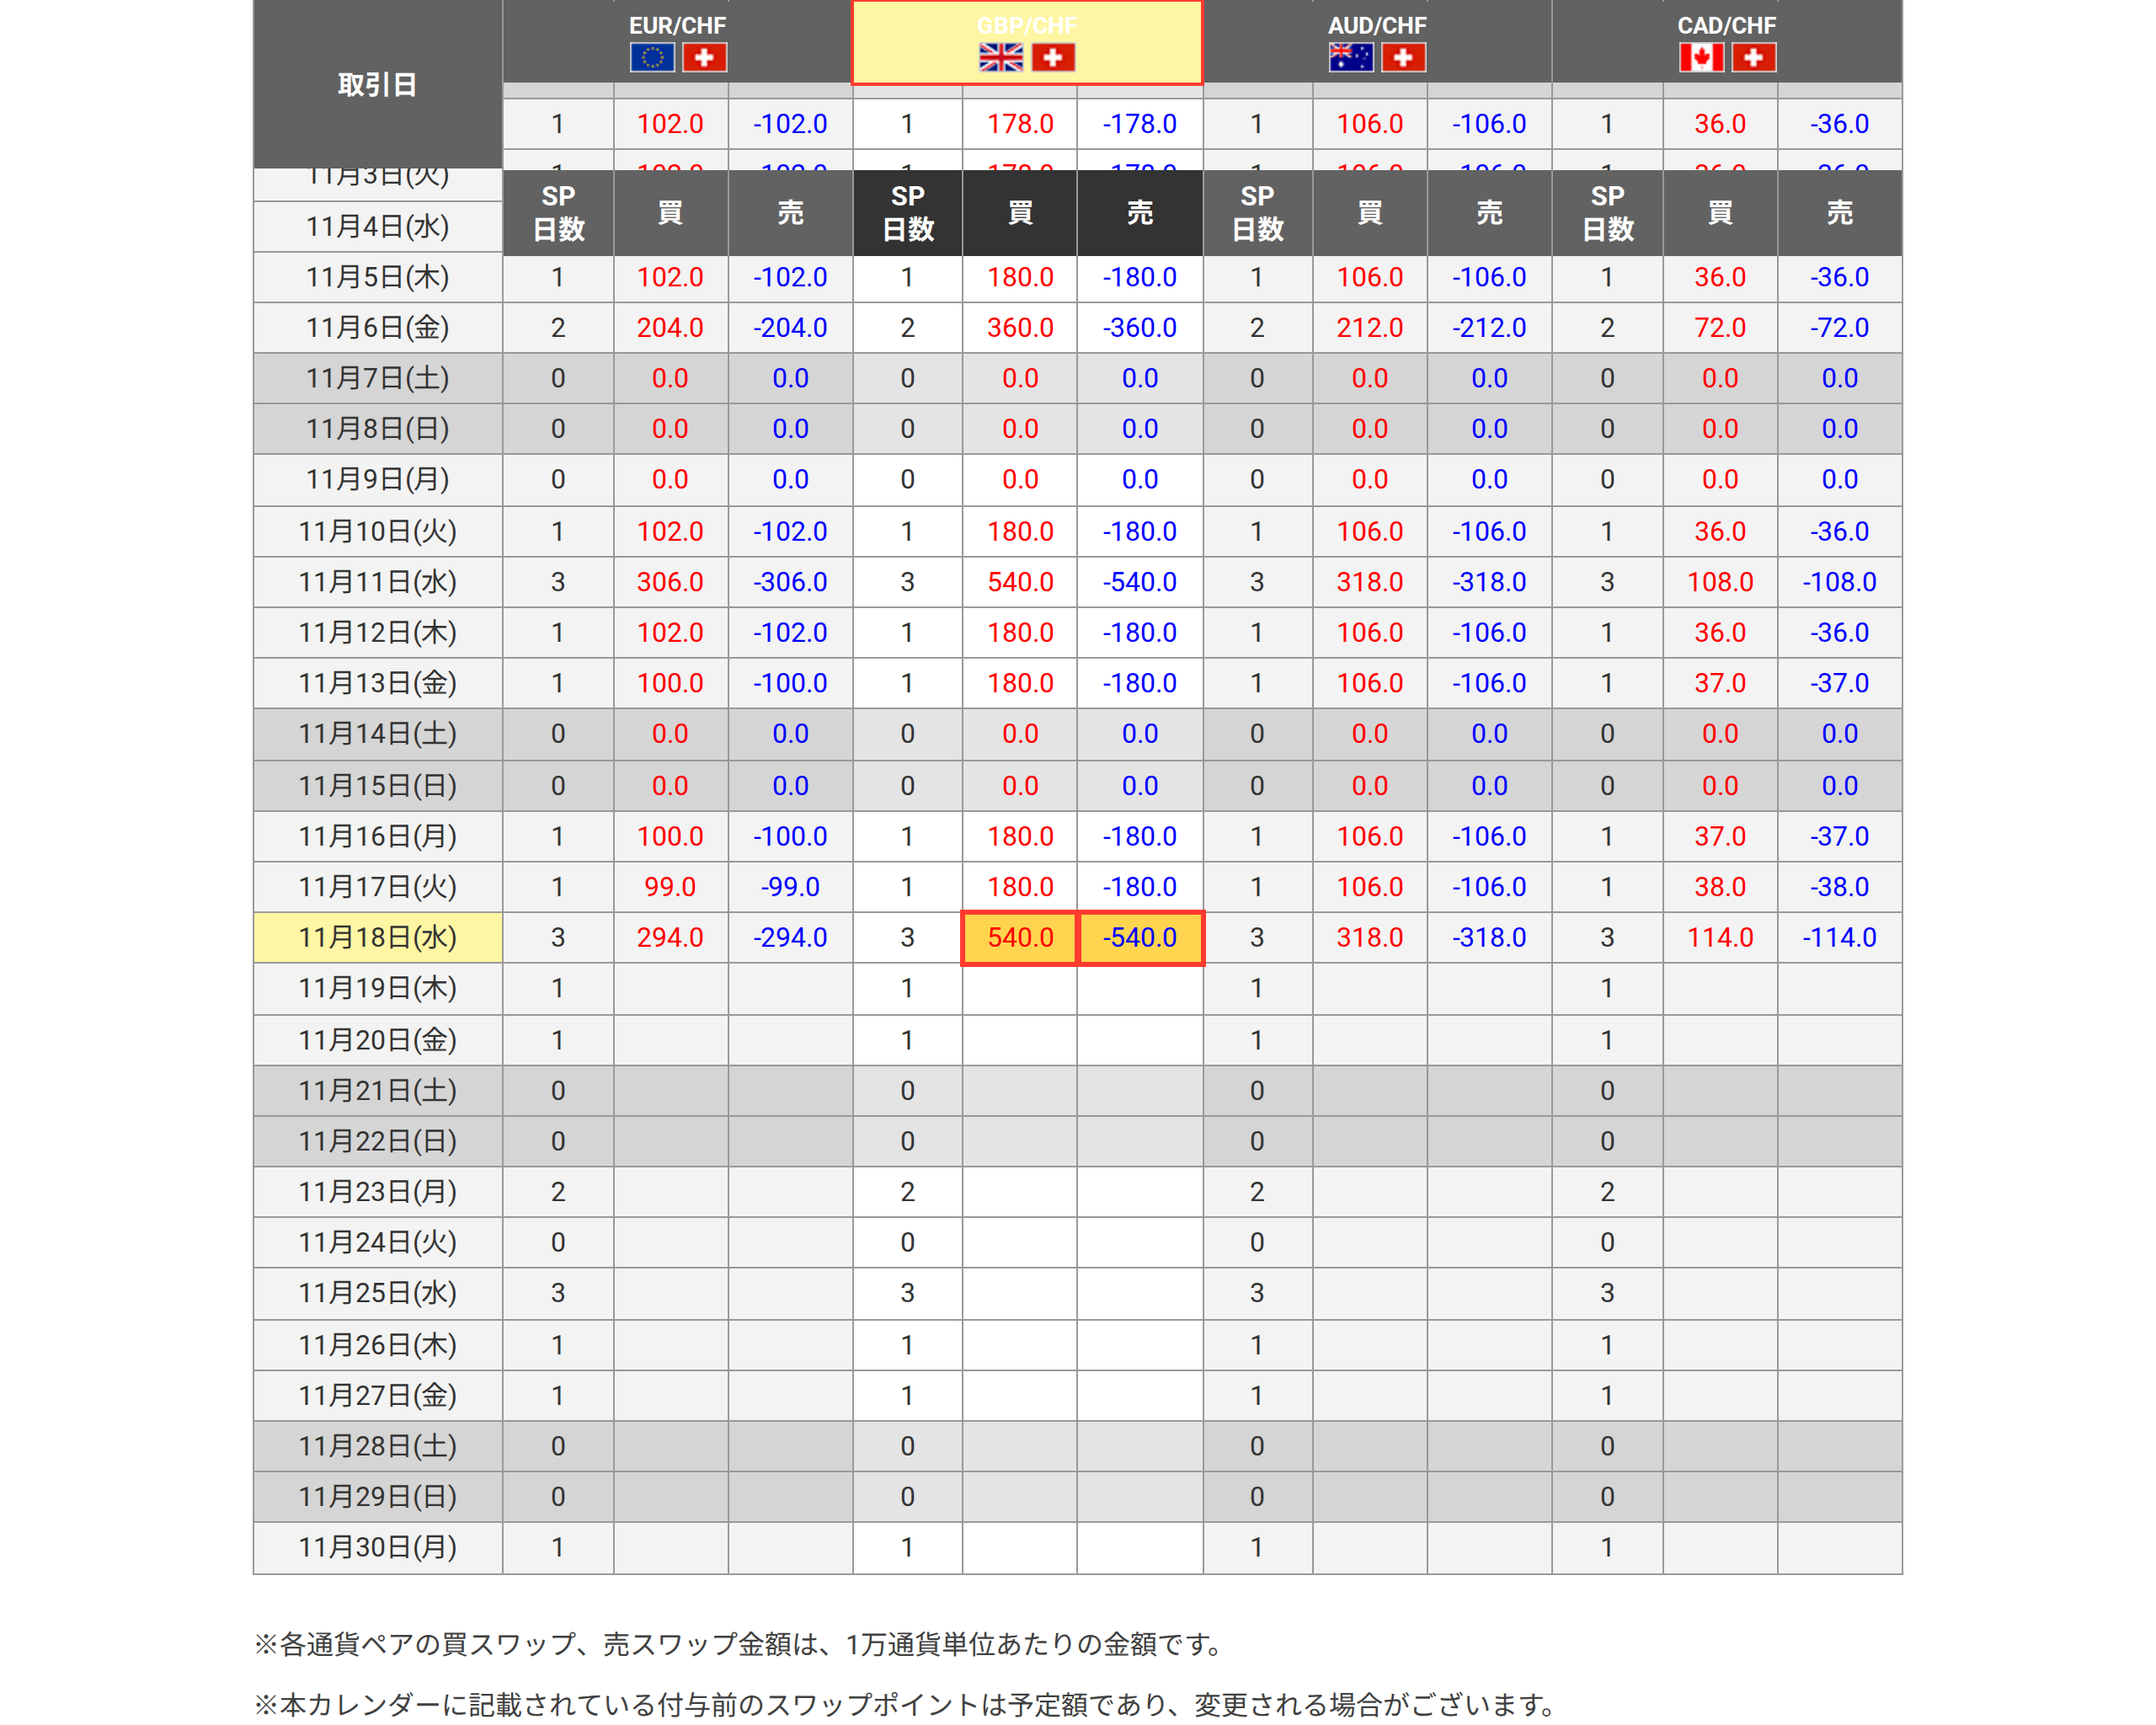 取引日 EUR/CHF GBP/CHF AUD/CHF CAD/CHF
1 102.0 -102.0 1 178.0 -178.0 1 106.0 -106.0 1 36.0 -36.0
11月3日(火)
SP日数 買 売 SP日数 買 売 SP日数 買 売 SP日数 買 売
11月4日(水)
11月5日(木) 1 102.0 -102.0 1 180.0 -180.0 1 106.0 -106.0 1 36.0 -36.0
11月6日(金) 2 204.0 -204.0 2 360.0 -360.0 2 212.0 -212.0 2 72.0 -72.0
11月7日(土) 0 0.0 0.0 0 0.0 0.0 0 0.0 0.0 0 0.0 0.0
11月8日(日) 0 0.0 0.0 0 0.0 0.0 0 0.0 0.0 0 0.0 0.0
11月9日(月) 0 0.0 0.0 0 0.0 0.0 0 0.0 0.0 0 0.0 0.0
11月10日(火) 1 102.0 -102.0 1 180.0 -180.0 1 106.0 -106.0 1 36.0 -36.0
11月11日(水) 3 306.0 -306.0 3 540.0 -540.0 3 318.0 -318.0 3 108.0 -108.0
11月12日(木) 1 102.0 -102.0 1 180.0 -180.0 1 106.0 -106.0 1 36.0 -36.0
11月13日(金) 1 100.0 -100.0 1 180.0 -180.0 1 106.0 -106.0 1 37.0 -37.0
11月14日(土) 0 0.0 0.0 0 0.0 0.0 0 0.0 0.0 0 0.0 0.0
11月15日(日) 0 0.0 0.0 0 0.0 0.0 0 0.0 0.0 0 0.0 0.0
11月16日(月) 1 100.0 -100.0 1 180.0 -180.0 1 106.0 -106.0 1 37.0 -37.0
11月17日(火) 1 99.0 -99.0 1 180.0 -180.0 1 106.0 -106.0 1 38.0 -38.0
11月18日(水) 3 294.0 -294.0 3 540.0 -540.0 3 318.0 -318.0 3 114.0 -114.0
11月19日(木) 1 1 1 1
11月20日(金) 1 1 1 1
11月21日(土) 0 0 0 0
11月22日(日) 0 0 0 0
11月23日(月) 2 2 2 2
11月24日(火) 0 0 0 0
11月25日(水) 3 3 3 3
11月26日(木) 1 1 1 1
11月27日(金) 1 1 1 1
11月28日(土) 0 0 0 0
11月29日(日) 0 0 0 0
11月30日(月) 1 1 1 1
※各通貨ペアの買スワップ、売スワップ金額は、1万通貨単位あたりの金額です。
※本カレンダーに記載されている付与前のスワップポイントは予定額であり、変更される場合がございます。